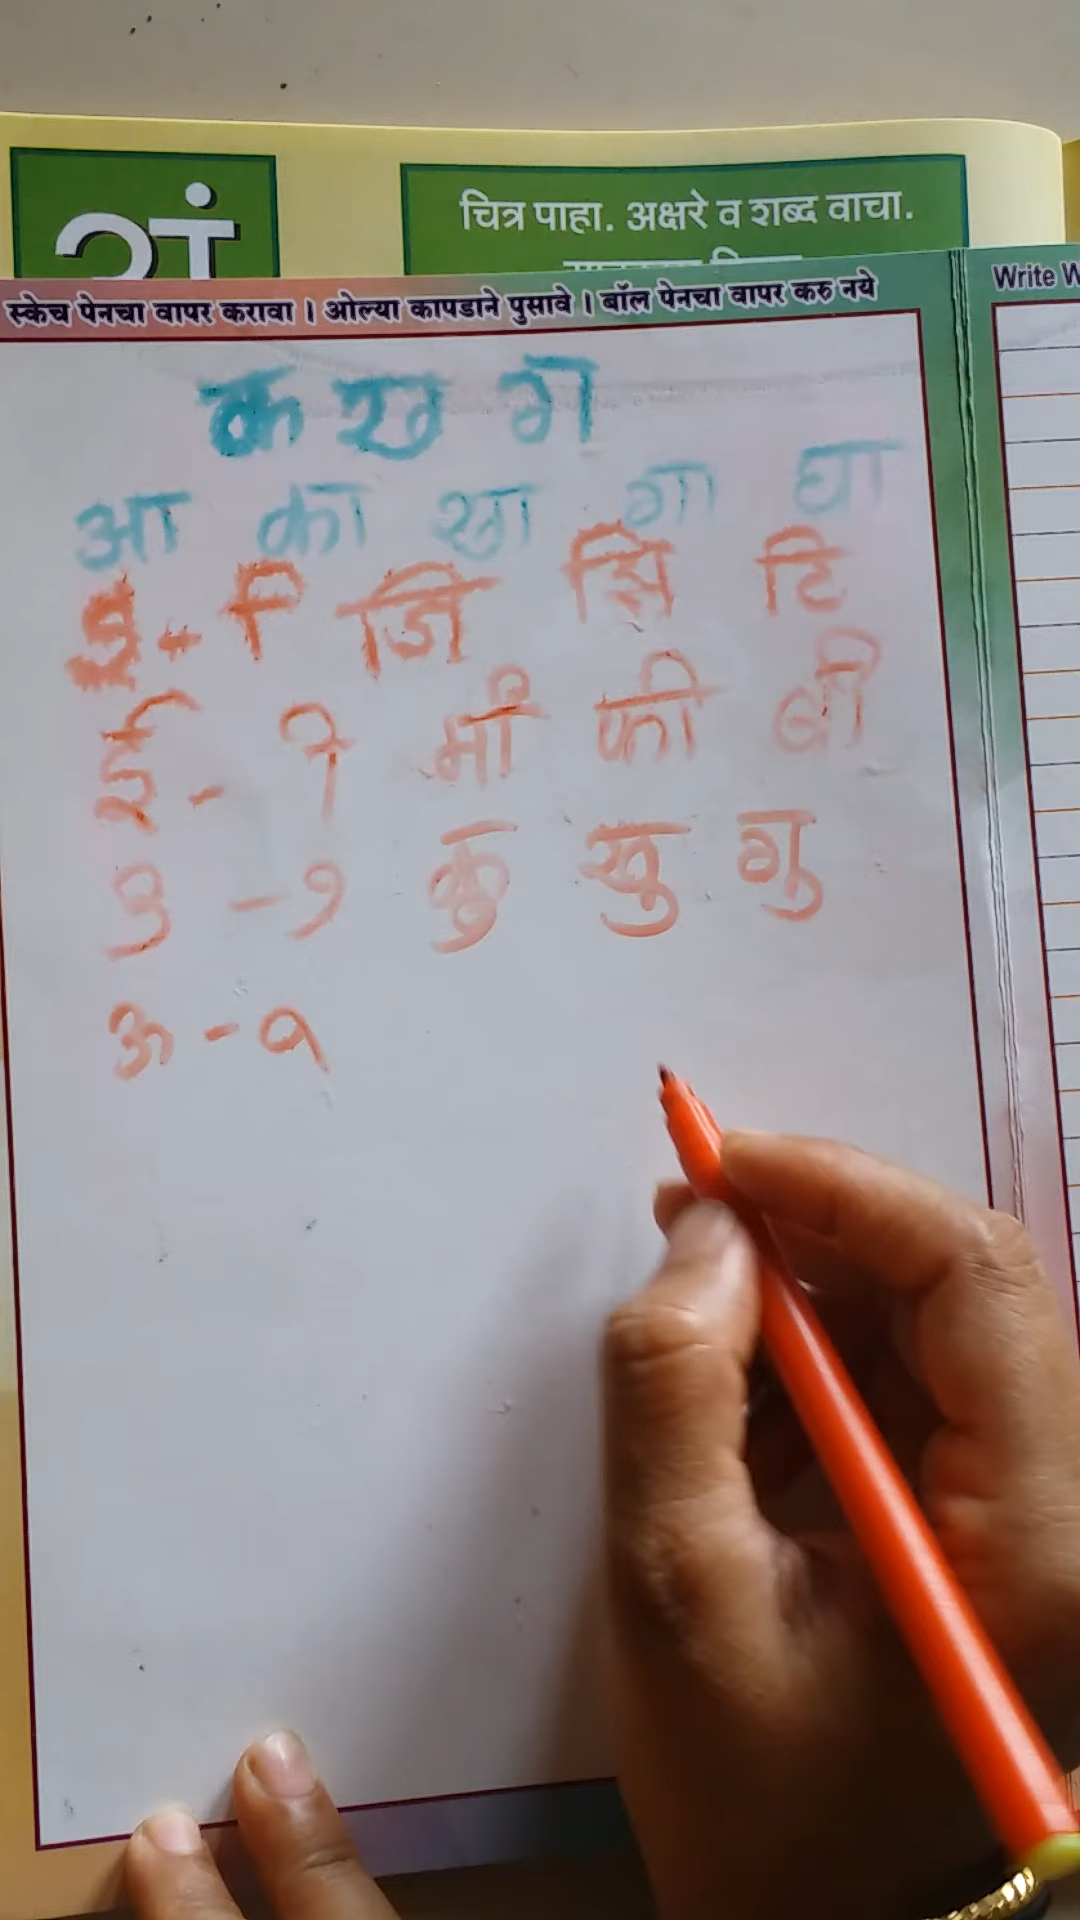 अं
चित्र पाहा. अक्षरे व शब्द वाचा.
स्केच पेनचा वापर करावा । ओल्या कापडाने पुसावे । बॉल पेनचा वापर करु नये
Write
क ख ग
आ का खा गा घा
इ - ि जि झि टि
ई - ी मी फी बी
उ - ु कु खु गु
ऊ - ू